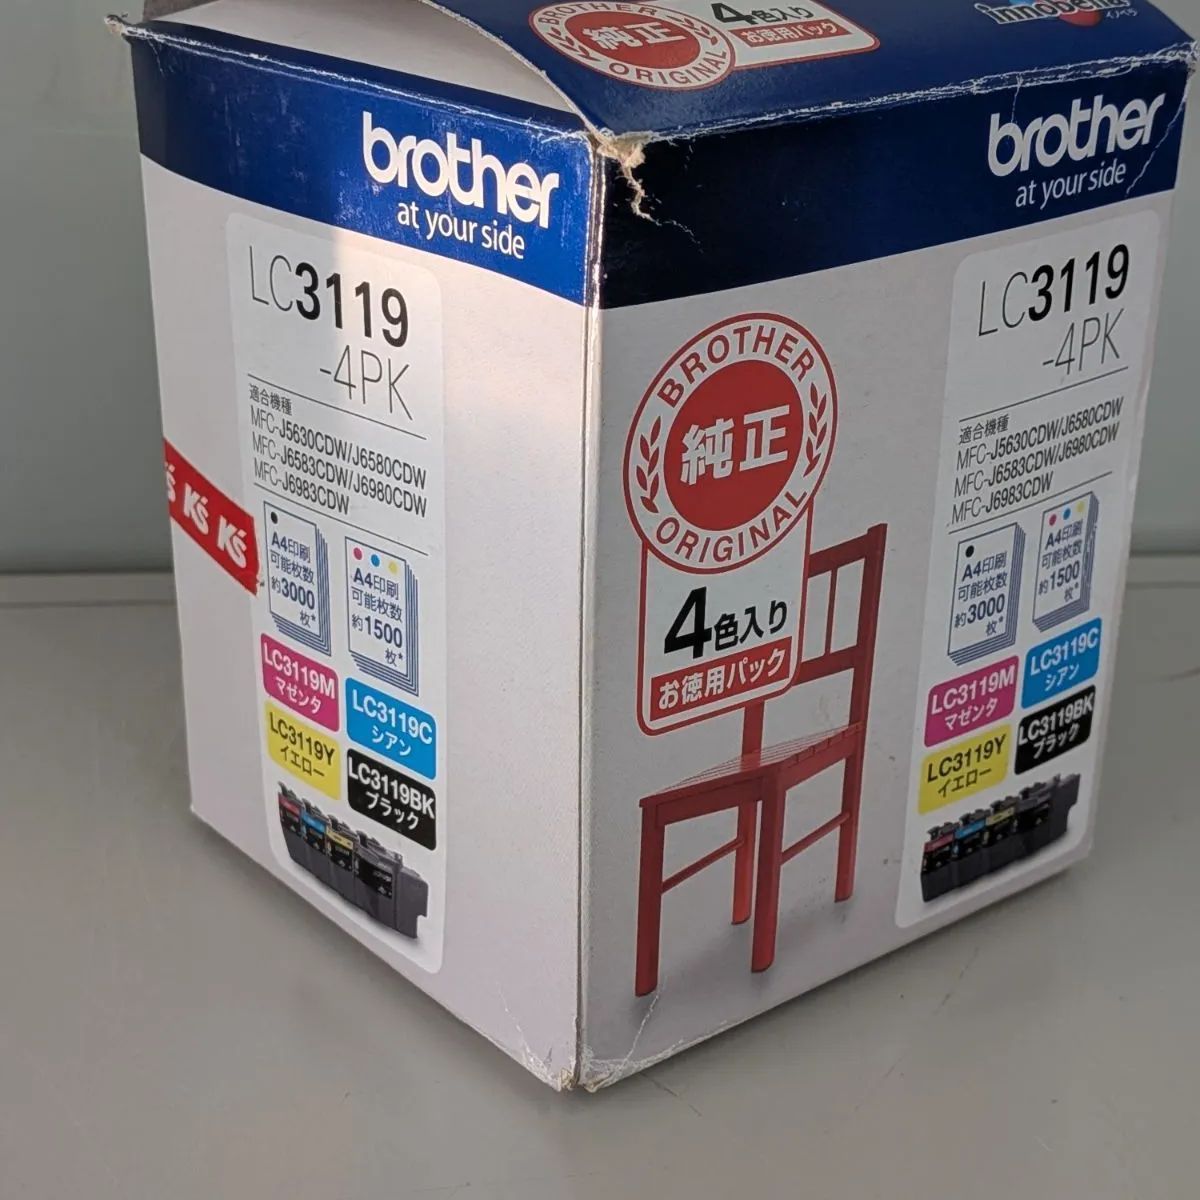 BROTHER
純正
ORIGINAL
4色入り
お徳用パック
innobella
イノベラ
brother
at your side
LC3119
-4PK
適合機種
MFC-J5630CDW/J6580CDW
MFC-J6583CDW/J6980CDW
MFC-J6983CDW
K's K's
A4印刷
可能枚数
約3000
枚*
A4印刷
可能枚数
約1500
枚*
LC3119M
マゼンタ
LC3119C
シアン
LC3119Y
イエロー
LC3119BK
ブラック
BROTHER
純正
ORIGINAL
4色入り
お徳用パック
brother
at your side
LC3119
-4PK
適合機種
MFC-J5630CDW/J6580CDW
MFC-J6583CDW/J6980CDW
MFC-J6983CDW
A4印刷
可能枚数
約3000
枚*
A4印刷
可能枚数
約1500
枚*
LC3119M
マゼンタ
LC3119C
シアン
LC3119Y
イエロー
LC3119BK
ブラック